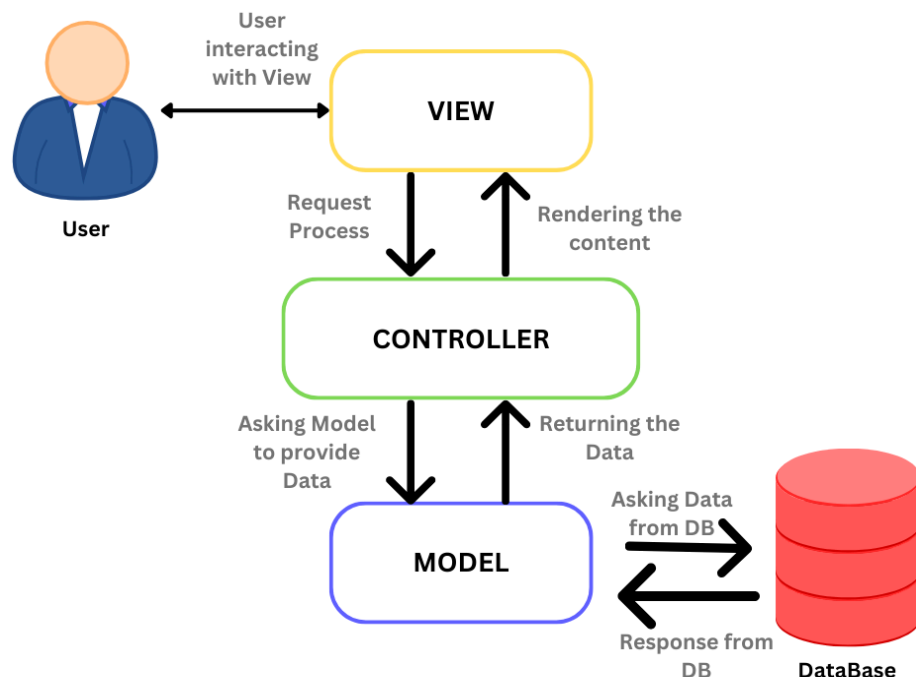 User
interacting
with View
VIEW
User
Request
Process
Rendering the
content
CONTROLLER
Asking Model
to provide
Data
Returning the
Data
MODEL
Asking Data
from DB
Response from
DB
DataBase